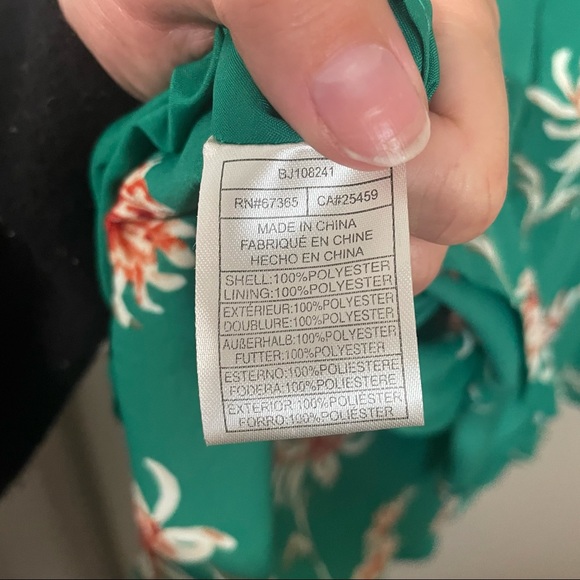 BJ108241
RN#67365 CA#25459
MADE IN CHINA
FABRIQUÉ EN CHINE
HECHO EN CHINA
SHELL:100%POLYESTER
LINING:100%POLYESTER
EXTÉRIEUR:100%POLYESTER
DOUBLURE:100%POLYESTER
AUßERHALB:100%POLYESTER
FUTTER:100%POLYESTER
ESTERNO:100%POLIESTERE
FODERA:100%POLIESTERE
EXTERIOR:100%POLIÉSTER
FORRO:100%POLIÉSTER